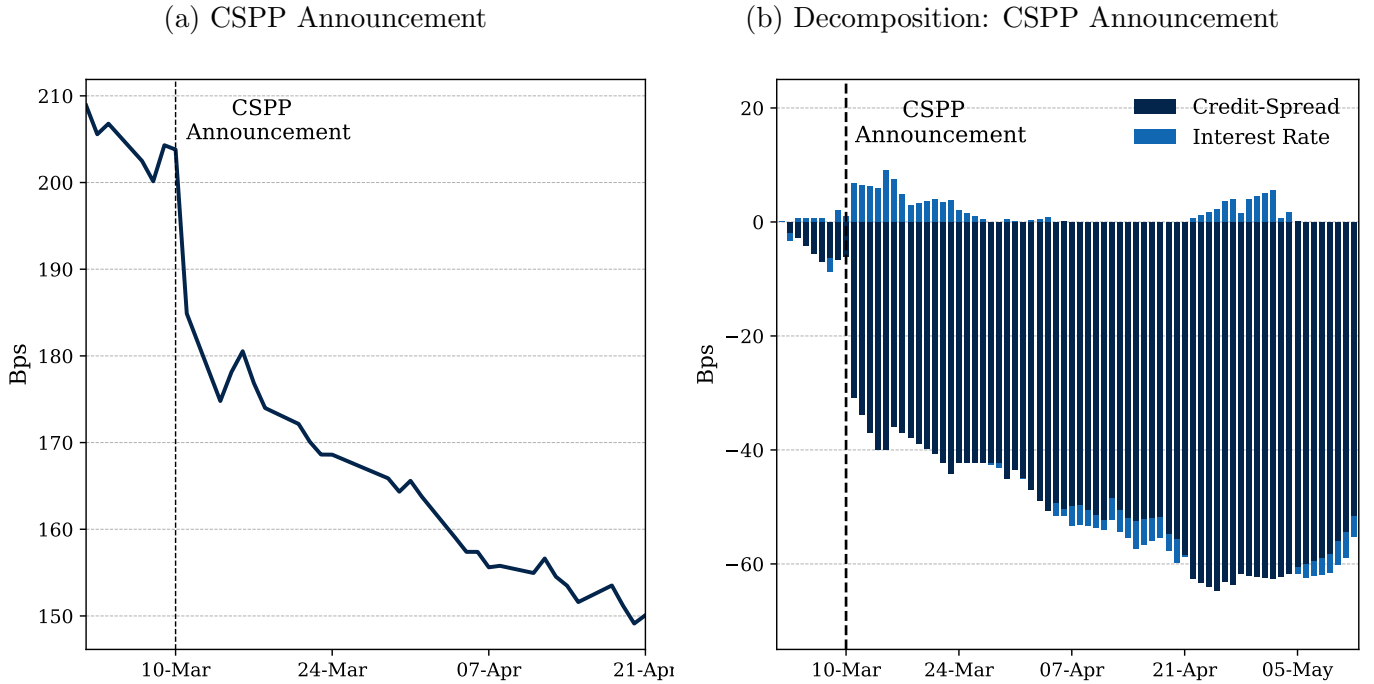 (a) CSPP Announcement
210
200
190
180
170
160
150
Bps
CSPP
Announcement
10-Mar
24-Mar
07-Apr
21-Apr
(b) Decomposition: CSPP Announcement
20
0
−20
−40
−60
Bps
CSPP
Announcement
Credit-Spread
Interest Rate
10-Mar
24-Mar
07-Apr
21-Apr
05-May